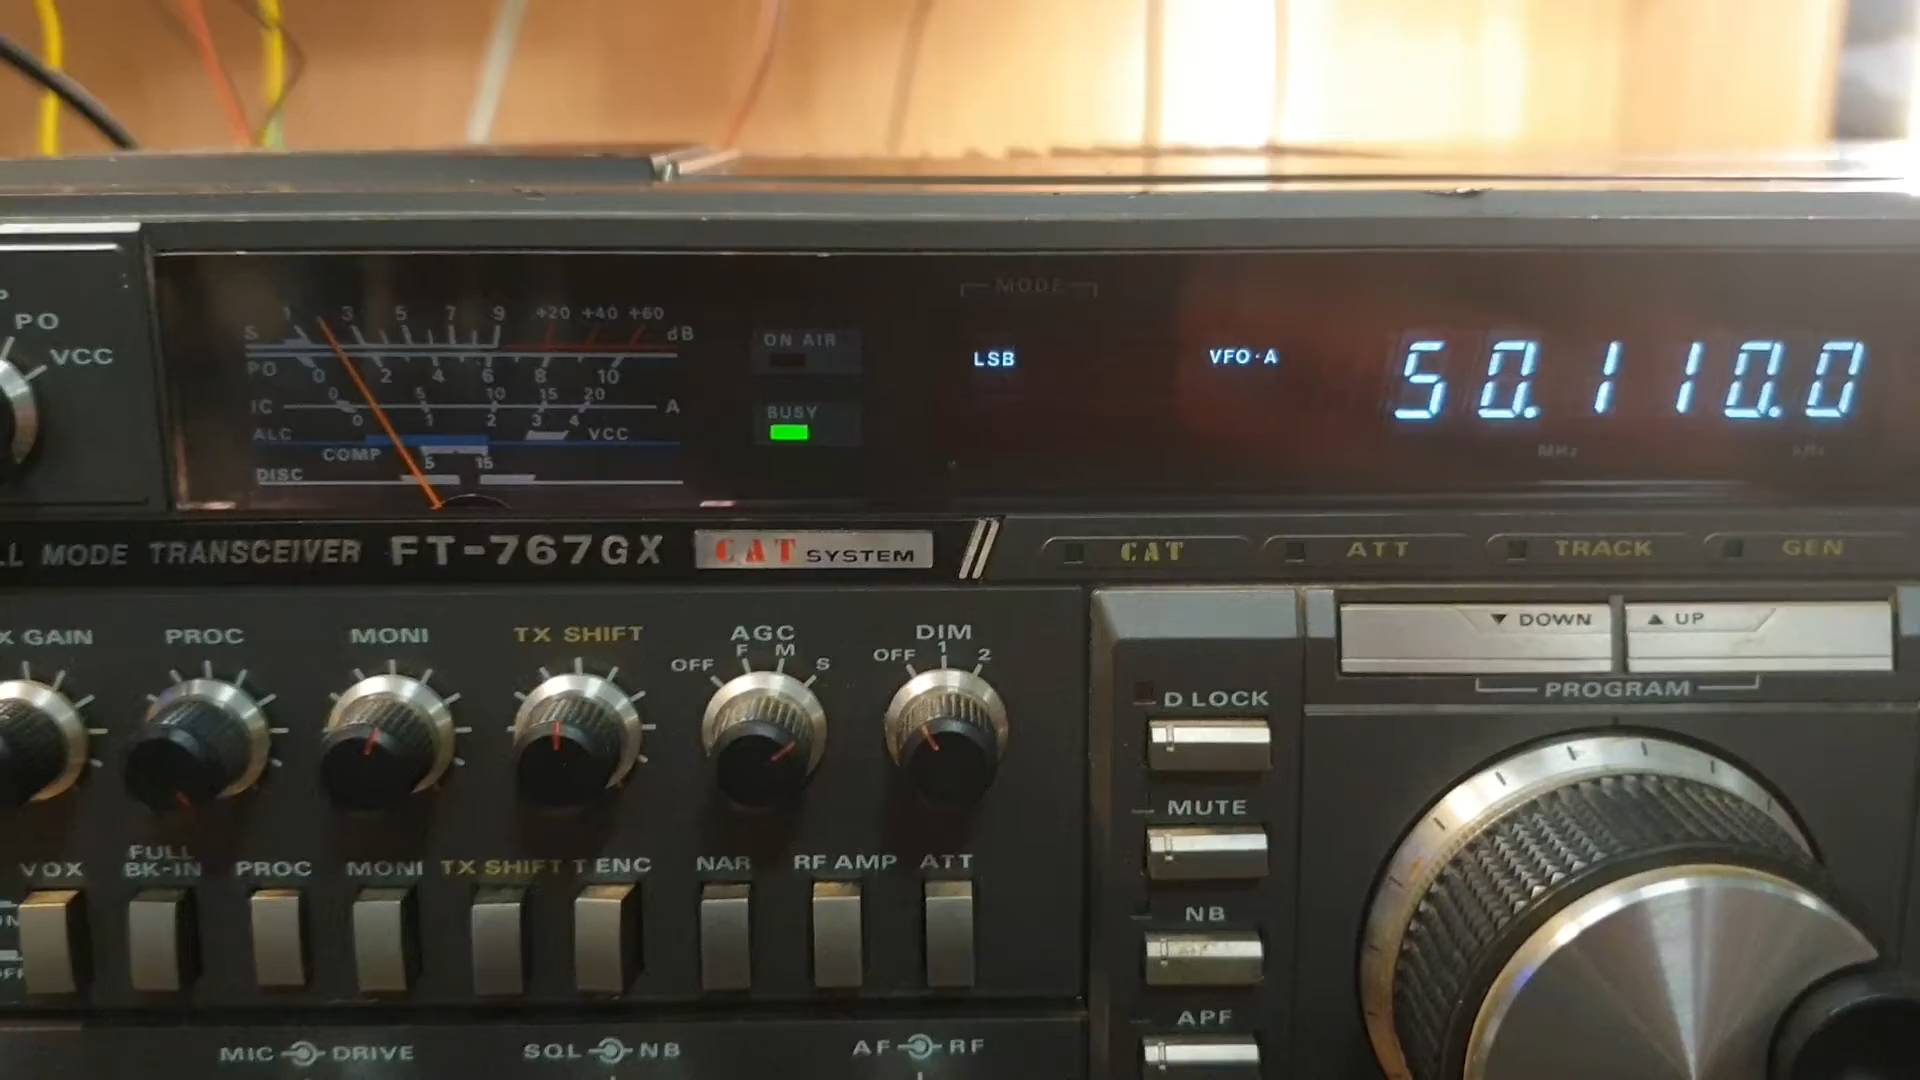 PO
VCC
S 1 3 5 7 9 +20 +40 +60 dB
PO 0 2 4 6 8 10
0 5 10 15 20
IC A
0 1 2 3 4
ALC VCC
COMP
5 15
DISC
ON AIR
BUSY
MODE
LSB
VFO·A
50.110.0
MHz kHz
MODE TRANSCEIVER FT-767GX
CAT SYSTEM
CAT ATT TRACK GEN
▼ DOWN ▲ UP
PROGRAM
GAIN PROC MONI TX SHIFT AGC DIM
OFF F M S
OFF 1 2
D LOCK
MUTE
NB
APF
VOX FULL BK-IN PROC MONI TX SHIFT T ENC NAR RF AMP ATT
MIC DRIVE SQL NB AF RF